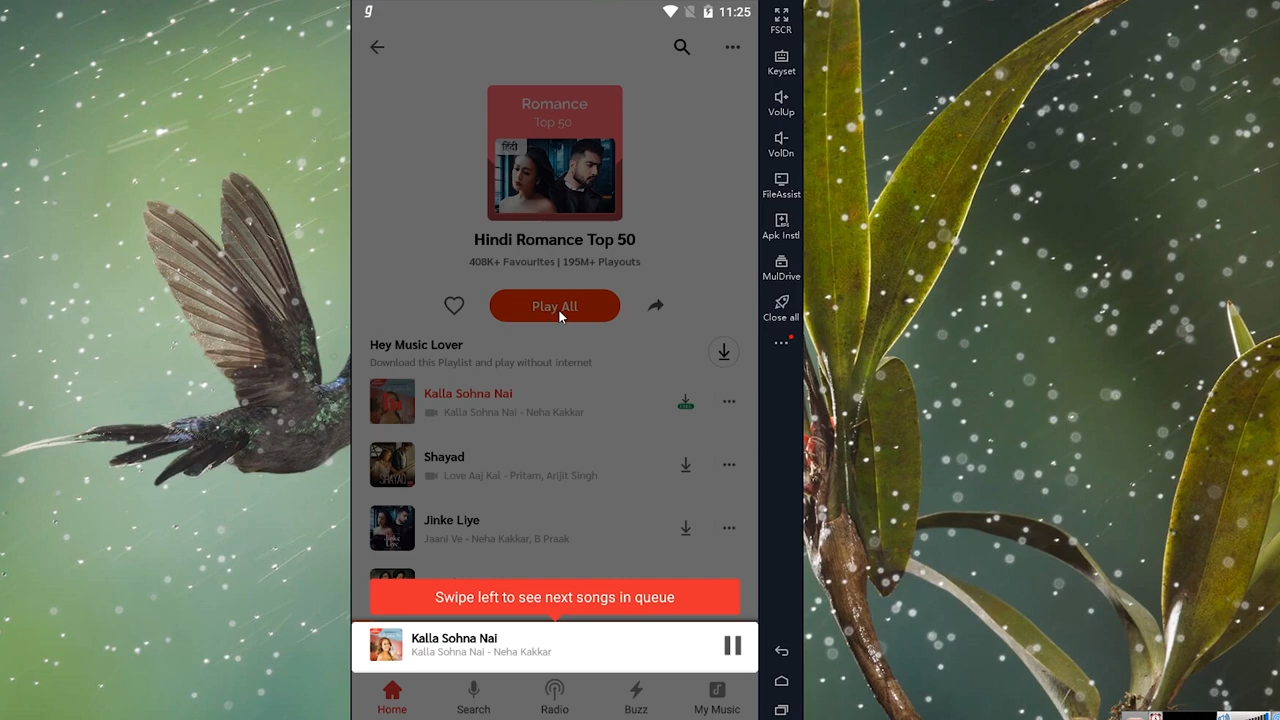 g
11:25
FSCR
Keyset
VolUp
VolDn
FileAssist
Apk Instl
MulDrive
Close all
Romance
Top 50
हिंदी
Hindi Romance Top 50
408K+ Favourites | 195M+ Playouts
Play All
Hey Music Lover
Download this Playlist and play without internet
Kalla Sohna Nai
Kalla Sohna Nai - Neha Kakkar
Shayad
Love Aaj Kal - Pritam, Arijit Singh
Jinke Liye
Jaani Ve - Neha Kakkar, B Praak
Swipe left to see next songs in queue
Kalla Sohna Nai
Kalla Sohna Nai - Neha Kakkar
Home
Search
Radio
Buzz
My Music